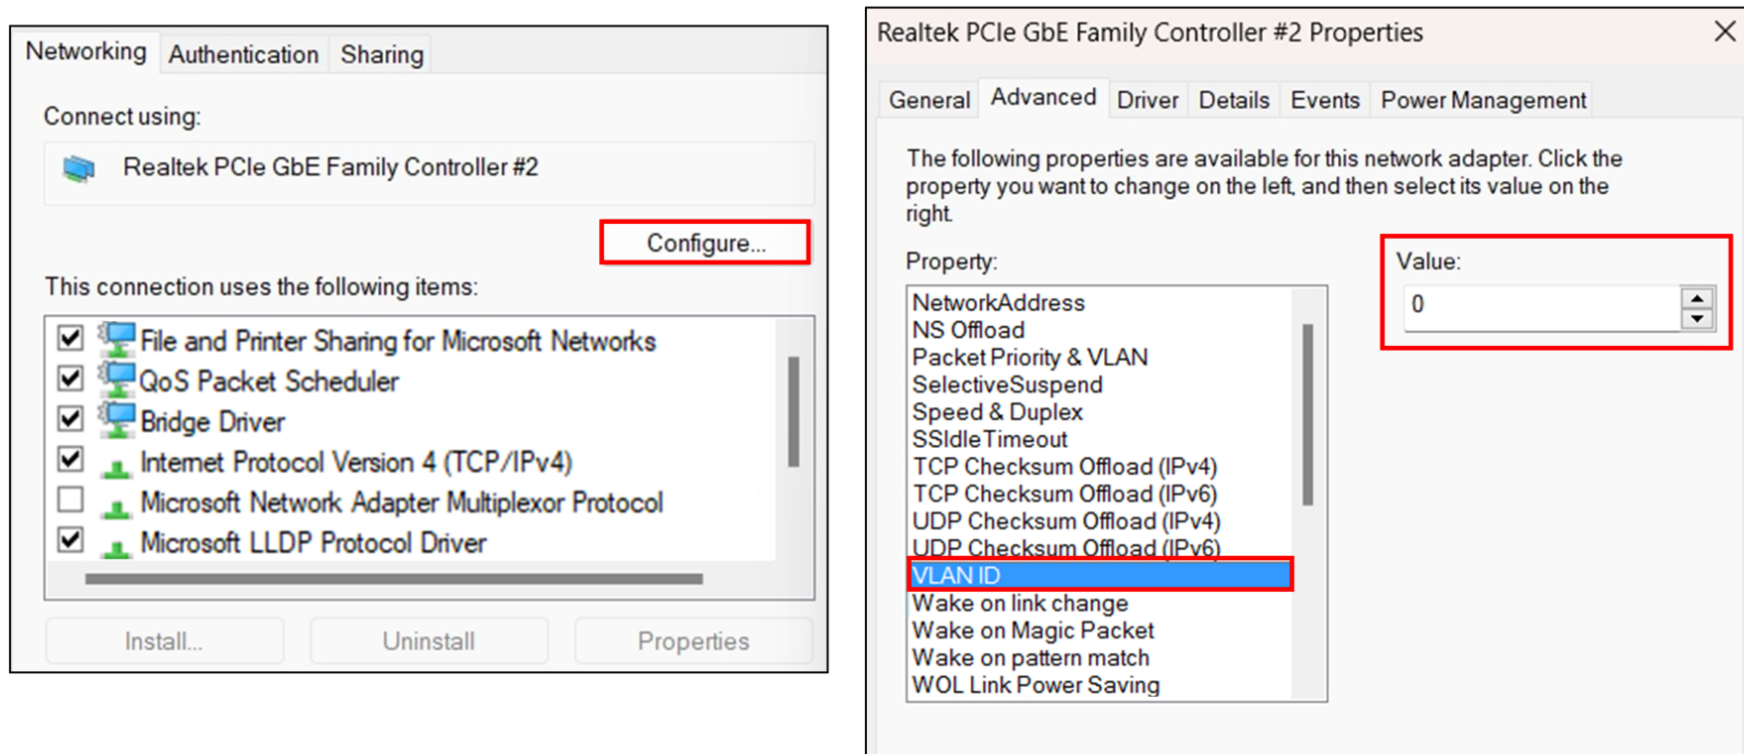 Networking Authentication Sharing
Connect using:
Realtek PCIe GbE Family Controller #2
Configure...
This connection uses the following items:
File and Printer Sharing for Microsoft Networks
QoS Packet Scheduler
Bridge Driver
Internet Protocol Version 4 (TCP/IPv4)
Microsoft Network Adapter Multiplexor Protocol
Microsoft LLDP Protocol Driver
Install... Uninstall Properties
Realtek PCIe GbE Family Controller #2 Properties
General Advanced Driver Details Events Power Management
The following properties are available for this network adapter. Click the
property you want to change on the left, and then select its value on the
right.
Property:
Value:
0
NetworkAddress
NS Offload
Packet Priority & VLAN
SelectiveSuspend
Speed & Duplex
SSIdleTimeout
TCP Checksum Offload (IPv4)
TCP Checksum Offload (IPv6)
UDP Checksum Offload (IPv4)
UDP Checksum Offload (IPv6)
VLAN ID
Wake on link change
Wake on Magic Packet
Wake on pattern match
WOL Link Power Saving